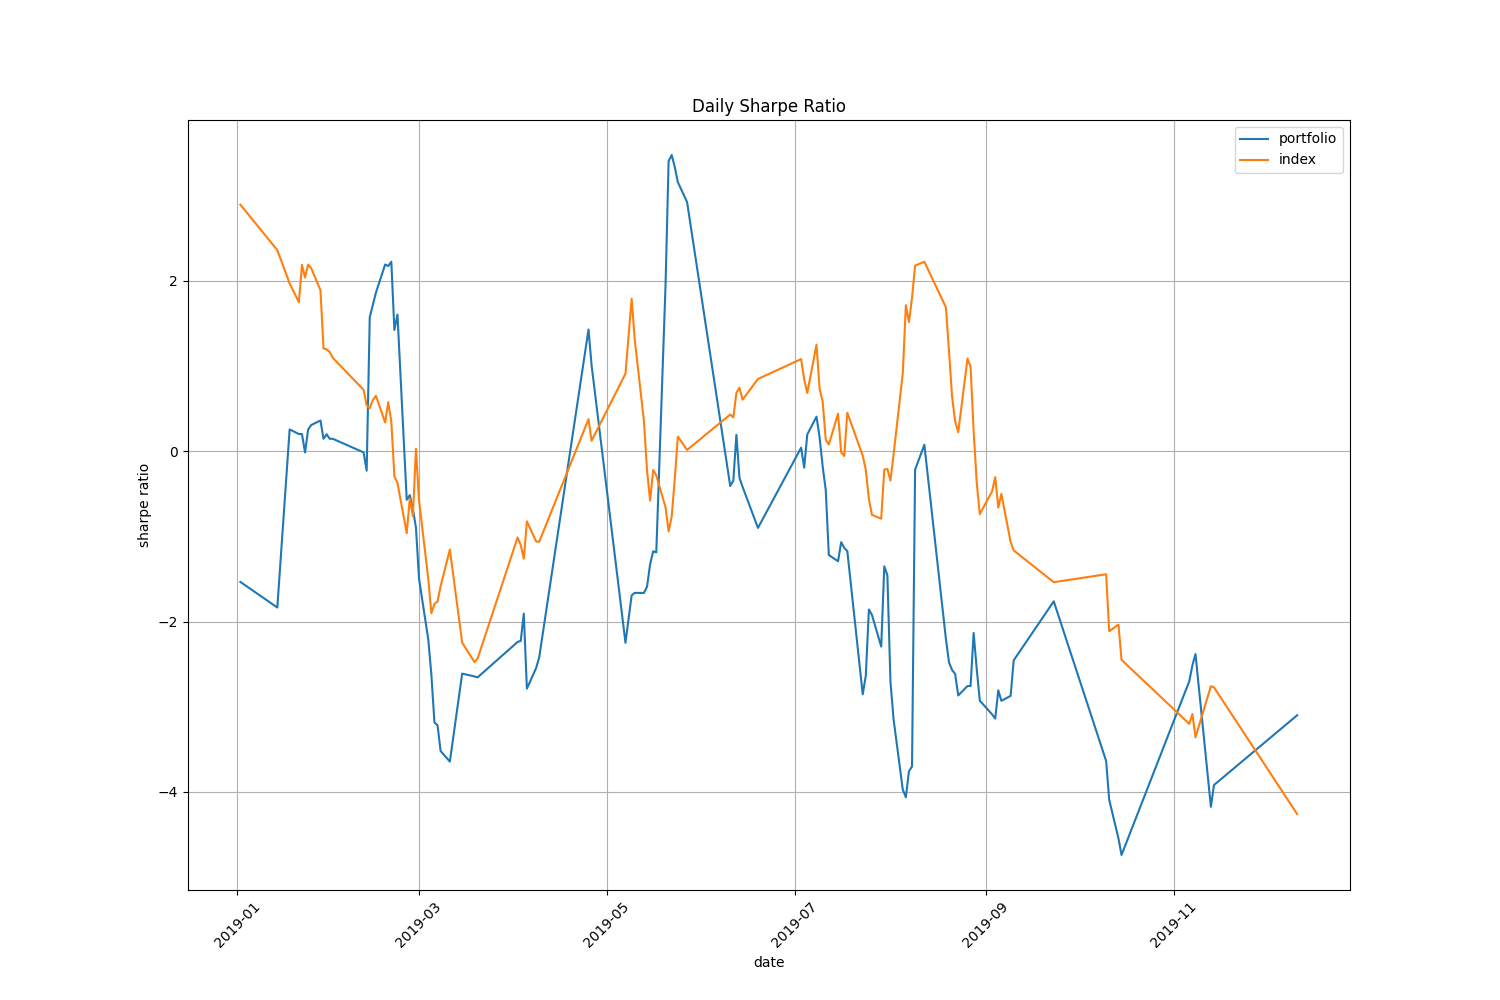 Daily Sharpe Ratio
portfolio
index
2
0
−2
−4
sharpe ratio
2019-01
2019-03
2019-05
2019-07
2019-09
2019-11
date